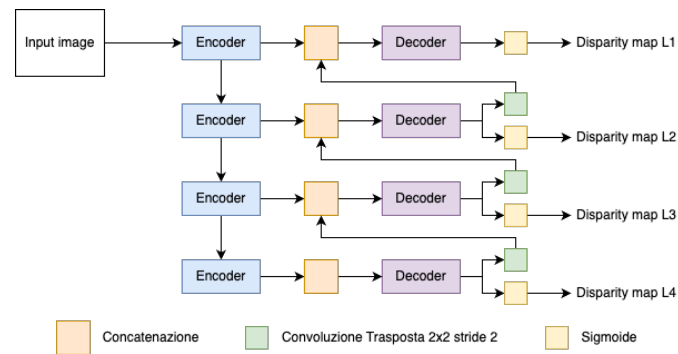 Input image
Encoder
Decoder
Disparity map L1
Encoder
Decoder
Disparity map L2
Encoder
Decoder
Disparity map L3
Encoder
Decoder
Disparity map L4
Concatenazione
Convoluzione Trasposta 2x2 stride 2
Sigmoide